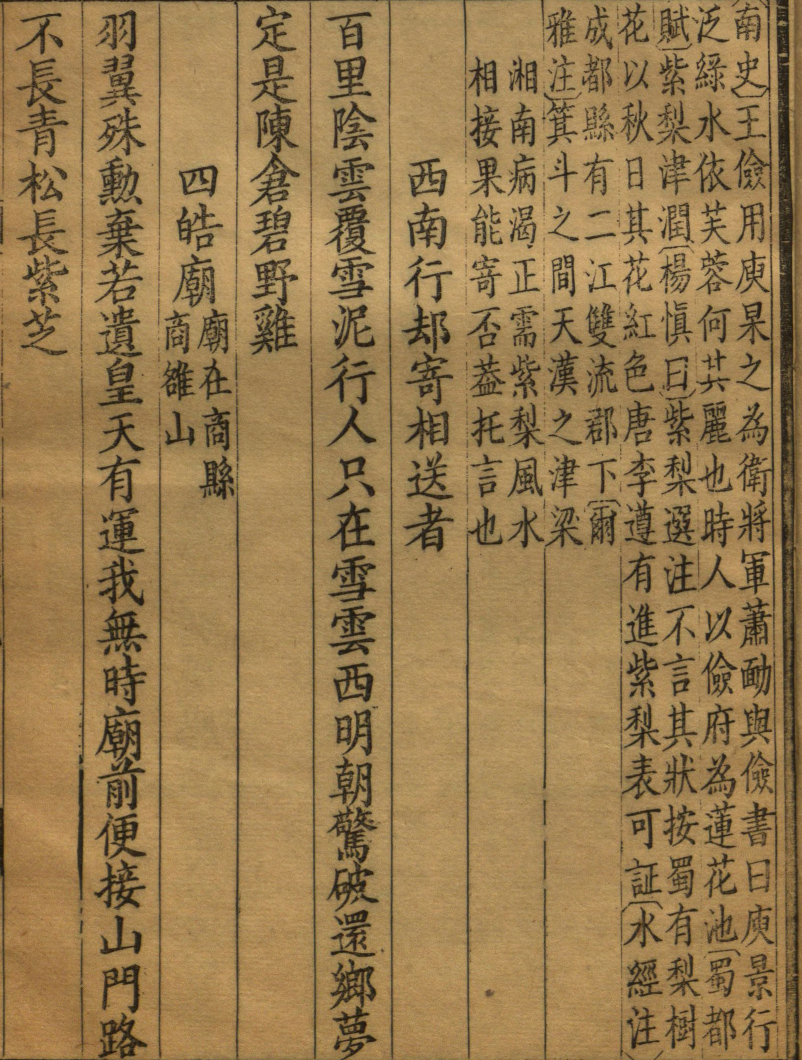 南史王儉用庾杲之為衛將軍蕭緬與儉書曰庾景行
泛綠水依芙蓉何其麗也時人以儉府為蓮花池蜀都
賦紫梨津潤楊慎曰紫梨選注不言其狀按蜀有梨樹
花以秋日其花紅色唐李遵有進紫梨表可証水經注
成都縣有二江雙流郡下爾
雅注箕斗之間天漢之津梁
湘南病渴正需紫梨風水
相接果能寄否蓋托言也
西南行却寄相送者
百里陰雲覆雪泥行人只在雪雲西明朝驚破還鄉夢
定是陳倉碧野雞
四皓廟
廟在商縣
商雒山
羽翼殊勳棄若遺皇天有運我無時廟前便接山門路
不長青松長紫芝